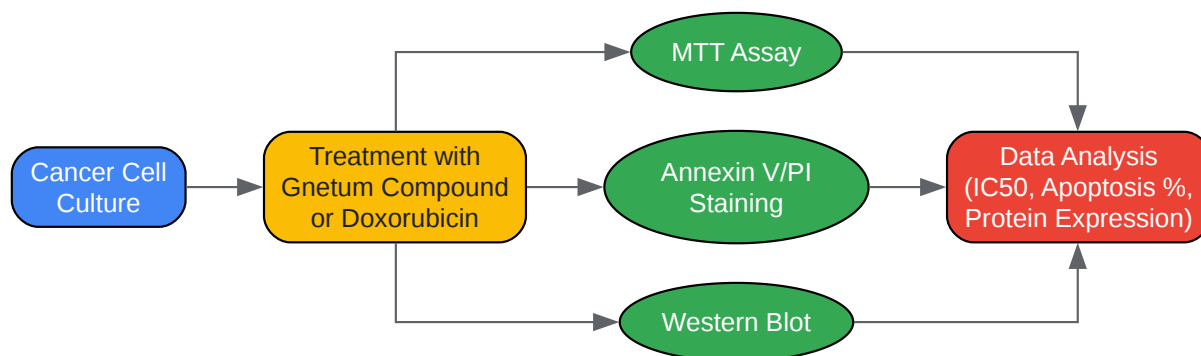 Cancer Cell
Culture
Treatment with
Gnetum Compound
or Doxorubicin
MTT Assay
Annexin V/PI
Staining
Western Blot
Data Analysis
(IC50, Apoptosis %,
Protein Expression)